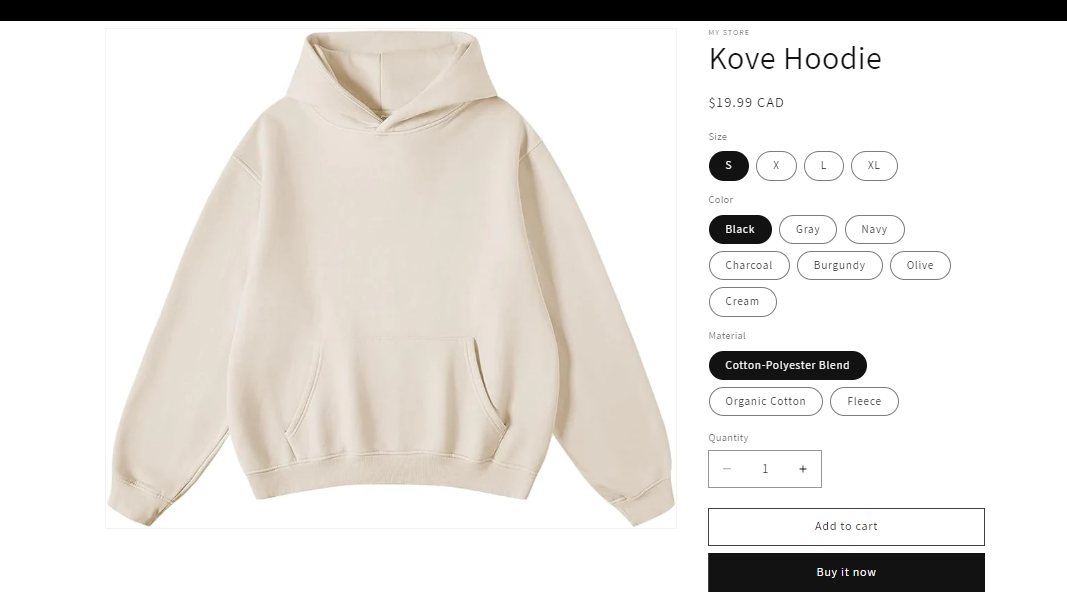 MY STORE
Kove Hoodie
$19.99 CAD
Size
S X L XL
Color
Black Gray Navy
Charcoal Burgundy Olive
Cream
Material
Cotton-Polyester Blend
Organic Cotton Fleece
Quantity
− 1 +
Add to cart
Buy it now